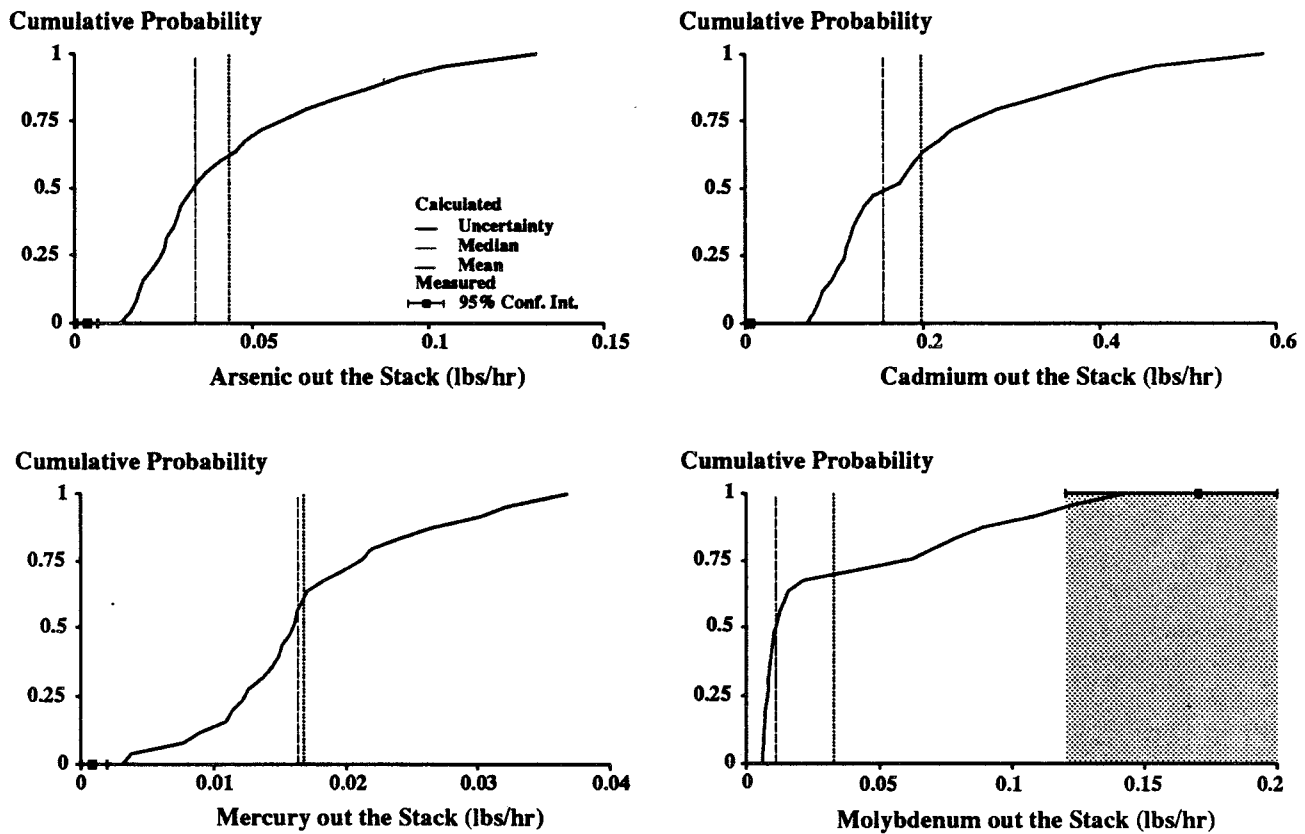 Cumulative Probability
1
0.75
0.5
0.25
0
0
0.05
0.1
0.15
Calculated
Uncertainty
Median
Mean
Measured
95% Conf. Int.
Arsenic out the Stack (lbs/hr)
Cumulative Probability
1
0.75
0.5
0.25
0
0
0.2
0.4
0.6
Cadmium out the Stack (lbs/hr)
Cumulative Probability
1
0.75
0.5
0.25
0
0
0.01
0.02
0.03
0.04
Mercury out the Stack (lbs/hr)
Cumulative Probability
1
0.75
0.5
0.25
0
0
0.05
0.1
0.15
0.2
Molybdenum out the Stack (lbs/hr)